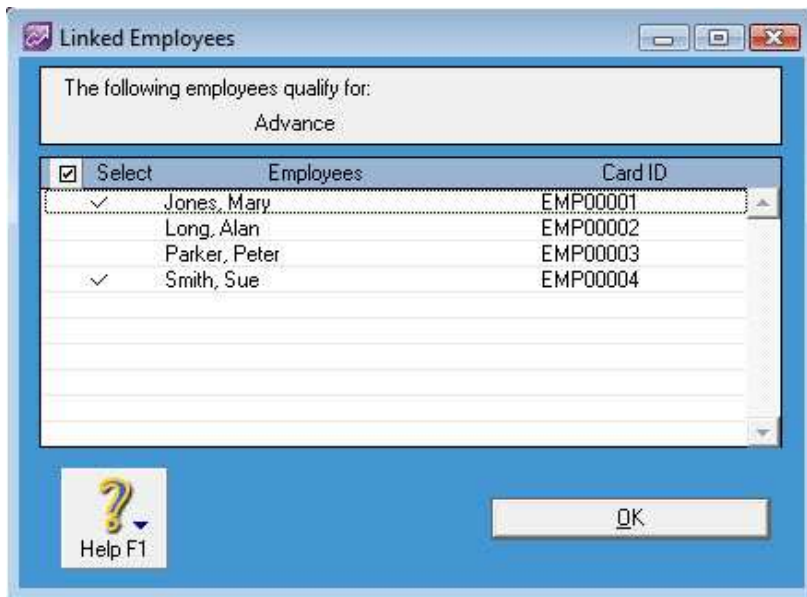 Linked Employees
The following employees qualify for:
Advance
Select Employees Card ID
Jones, Mary EMP00001
Long, Alan EMP00002
Parker, Peter EMP00003
Smith, Sue EMP00004
Help F1
OK